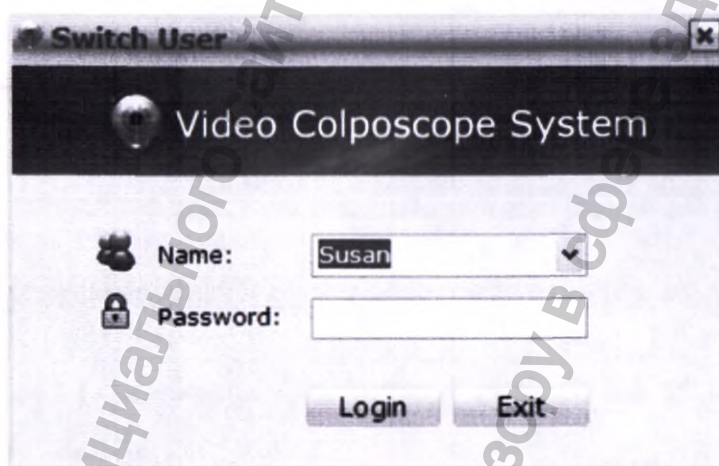 Switch User
Video Colposcope System
Name:
Susan
Password:
Login
Exit